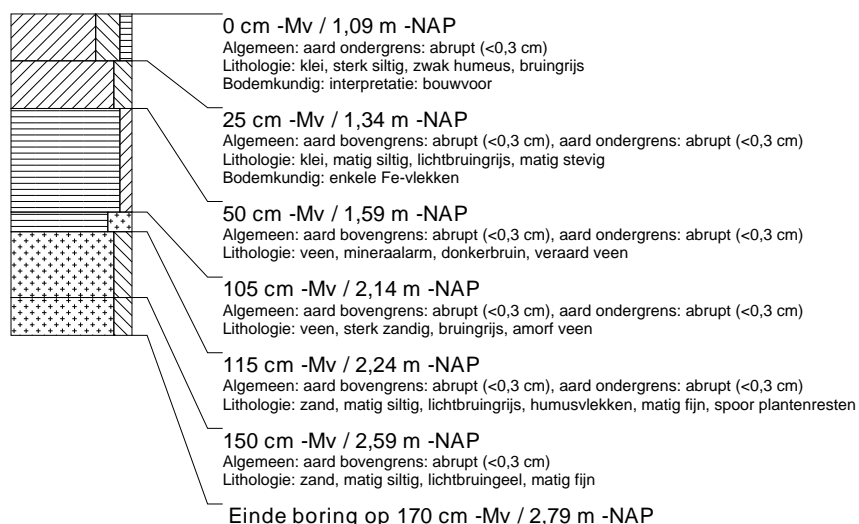 0 cm -Mv / 1,09 m -NAP
Algemeen: aard ondergrens: abrupt (<0,3 cm)
Lithologie: klei, sterk siltig, zwak humeus, bruingrijs
Bodemkundig: interpretatie: bouwvoor
25 cm -Mv / 1,34 m -NAP
Algemeen: aard bovengrens: abrupt (<0,3 cm), aard ondergrens: abrupt (<0,3 cm)
Lithologie: klei, matig siltig, lichtbruingrijs, matig stevig
Bodemkundig: enkele Fe-vlekken
50 cm -Mv / 1,59 m -NAP
Algemeen: aard bovengrens: abrupt (<0,3 cm), aard ondergrens: abrupt (<0,3 cm)
Lithologie: veen, mineraalarm, donkerbruin, veraard veen
105 cm -Mv / 2,14 m -NAP
Algemeen: aard bovengrens: abrupt (<0,3 cm), aard ondergrens: abrupt (<0,3 cm)
Lithologie: veen, sterk zandig, bruingrijs, amorf veen
115 cm -Mv / 2,24 m -NAP
Algemeen: aard bovengrens: abrupt (<0,3 cm), aard ondergrens: abrupt (<0,3 cm)
Lithologie: zand, matig siltig, lichtbruingrijs, humusvlekken, matig fijn, spoor plantenresten
150 cm -Mv / 2,59 m -NAP
Algemeen: aard bovengrens: abrupt (<0,3 cm)
Lithologie: zand, matig siltig, lichtbruingeel, matig fijn
Einde boring op 170 cm -Mv / 2,79 m -NAP